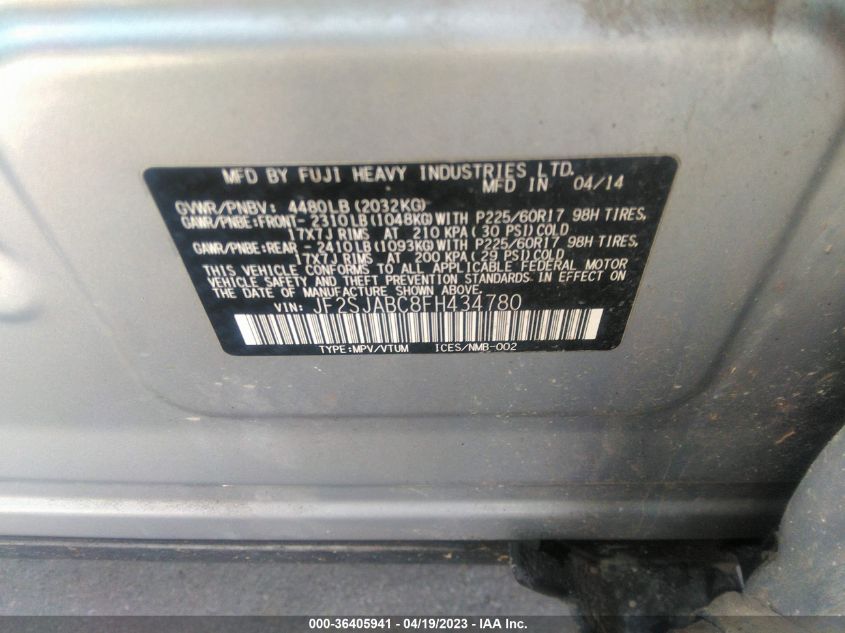 MFD BY FUJI HEAVY INDUSTRIES LTD.
MFD IN 04/14
GVWR/PNBV: 4480LB (2032KG)
GAWR/PNBE:FRONT- 2310LB (1048KG) WITH P225/60R17 98H TIRES,
17X7J RIMS AT 210 KPA ( 30 PSI) COLD
GAWR/PNBE:REAR -2410LB (1093KG) WITH P225/60R17 98H TIRES,
17X7J RIMS AT 200 KPA ( 29 PSI) COLD
THIS VEHICLE CONFORMS TO ALL APPLICABLE FEDERAL MOTOR
VEHICLE SAFETY AND THEFT PREVENTION STANDARDS IN EFFECT ON
THE DATE OF MANUFACTURE SHOWN ABOVE.
VIN: JF2SJABC8FH434780
TYPE:MPV/VTUM ICES/NMB-002
000-36405941 - 04/19/2023 - IAA Inc.